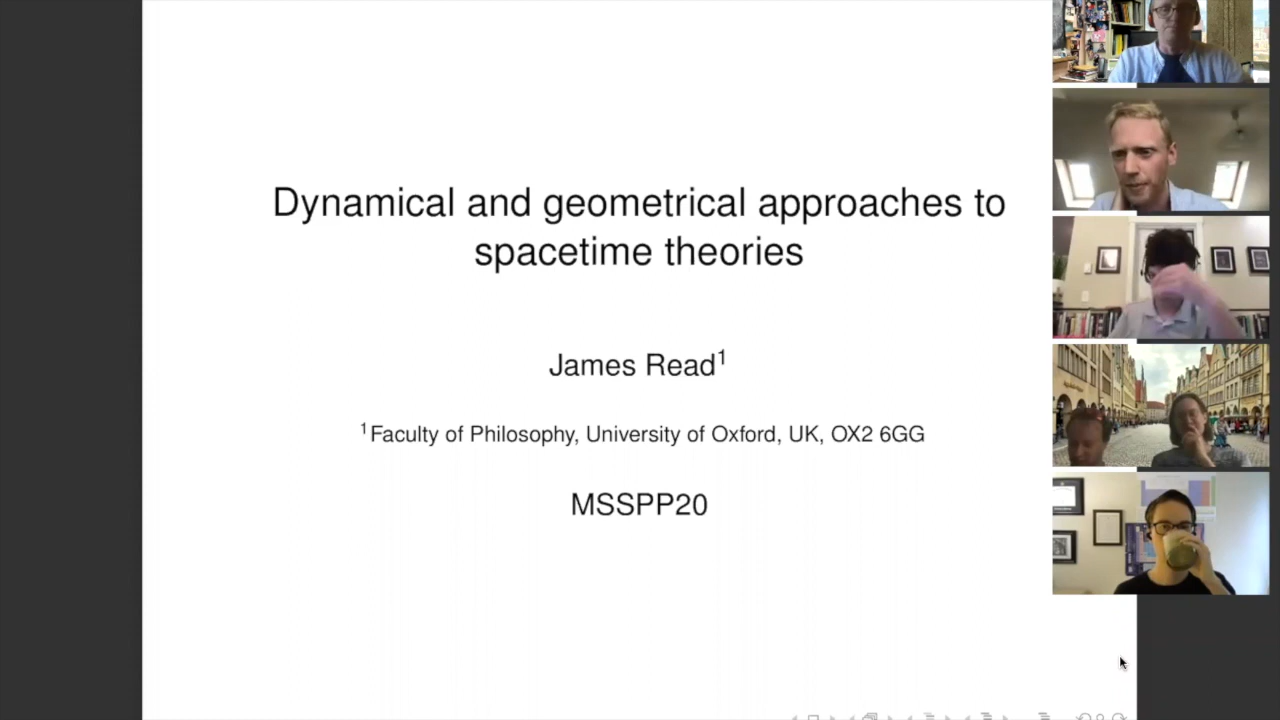 Dynamical and geometrical approaches to
spacetime theories
James Read¹
¹Faculty of Philosophy, University of Oxford, UK, OX2 6GG
MSSPP20